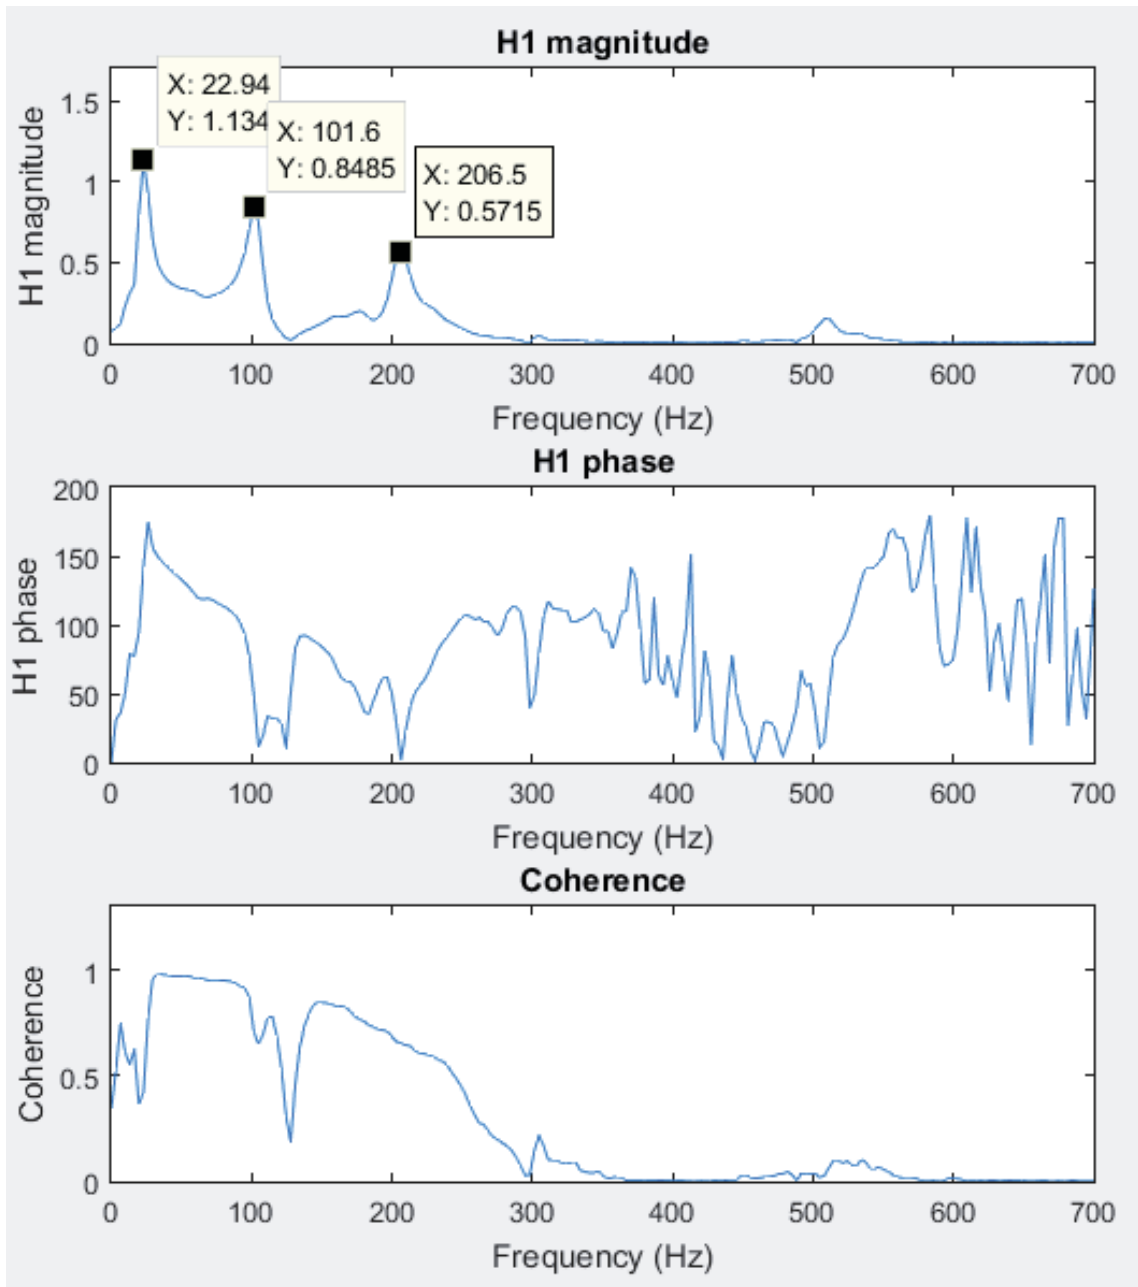 H1 magnitude
X: 22.94
Y: 1.134
X: 101.6
Y: 0.8485
X: 206.5
Y: 0.5715
H1 magnitude
1.5
1
0.5
0
0 100 200 300 400 500 600 700
Frequency (Hz)
H1 phase
H1 phase
200
150
100
50
0
0 100 200 300 400 500 600 700
Frequency (Hz)
Coherence
Coherence
1
0.5
0
0 100 200 300 400 500 600 700
Frequency (Hz)